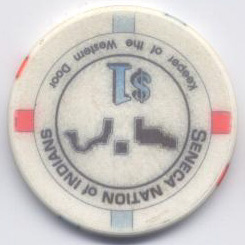 Keeper of the Western Door
$1
SENECA NATION of INDIANS